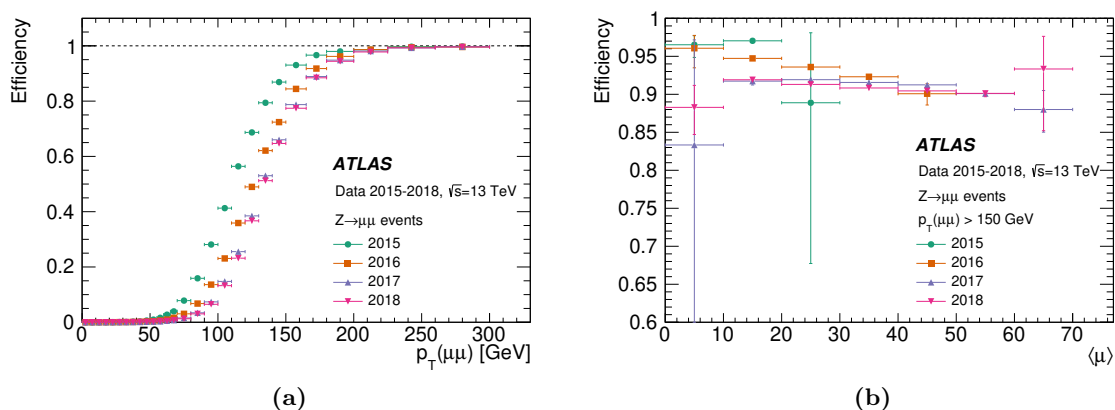 Efficiency
1
0.8
0.6
0.4
0.2
0
ATLAS
Data 2015-2018, √s=13 TeV
Z→μμ events
2015
2016
2017
2018
0 50 100 150 200 250 300
p_T(μμ) [GeV]
(a)
Efficiency
1
0.95
0.9
0.85
0.8
0.75
0.7
0.65
0.6
ATLAS
Data 2015-2018, √s=13 TeV
Z→μμ events
p_T(μμ) > 150 GeV
2015
2016
2017
2018
0 10 20 30 40 50 60 70
⟨μ⟩
(b)